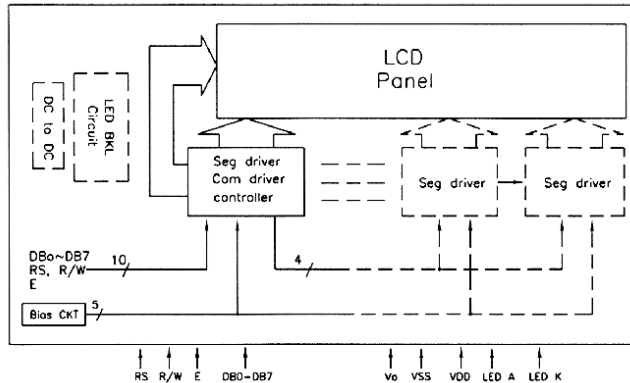 LCD
Panel
DC to DC
LED BKL
Circuit
Seg driver
Com driver
controller
Seg driver
Seg driver
DBo~DB7
RS, R/W
E
10
4
Bias CKT
5
RS R/W E DBO-DB7 Vo VSS VDD LED A LED K